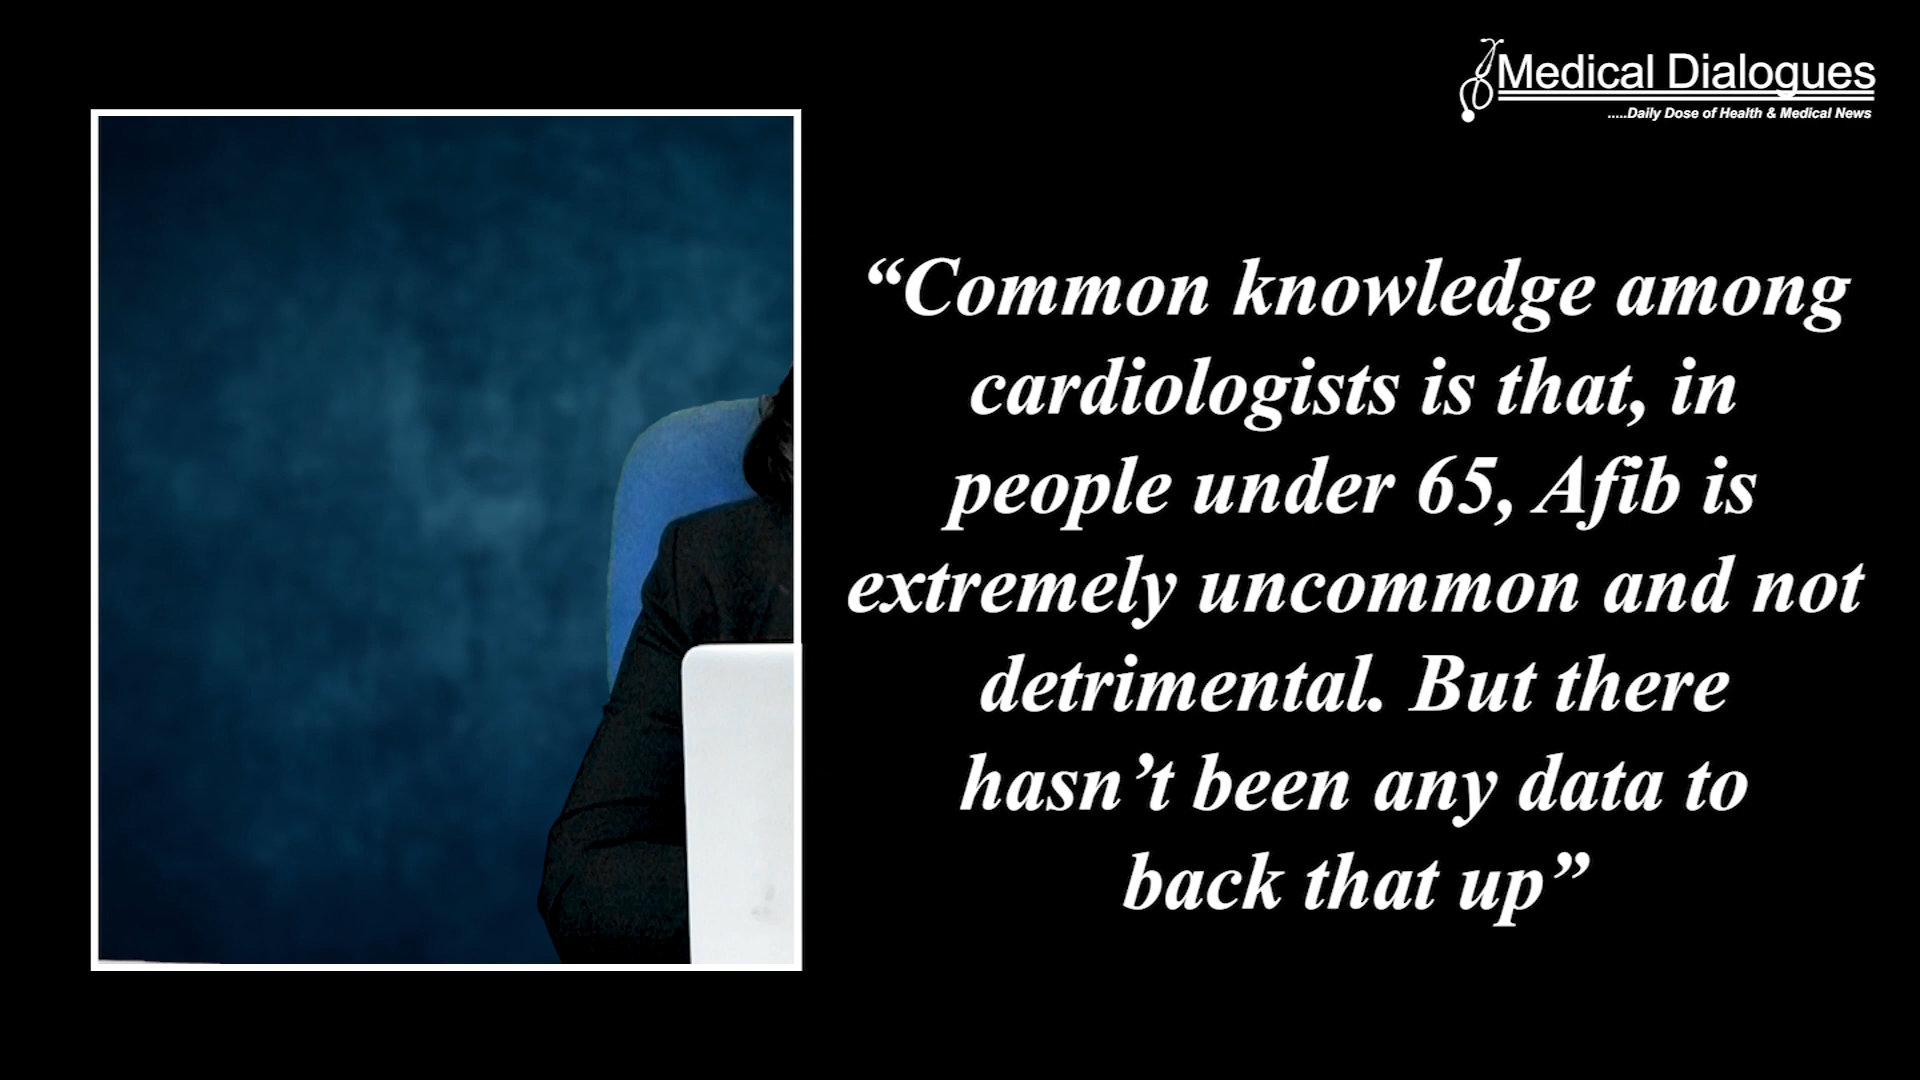 Medical Dialogues
.....Daily Dose of Health & Medical News
“Common knowledge among
cardiologists is that, in
people under 65, Afib is
extremely uncommon and not
detrimental. But there
hasn’t been any data to
back that up”